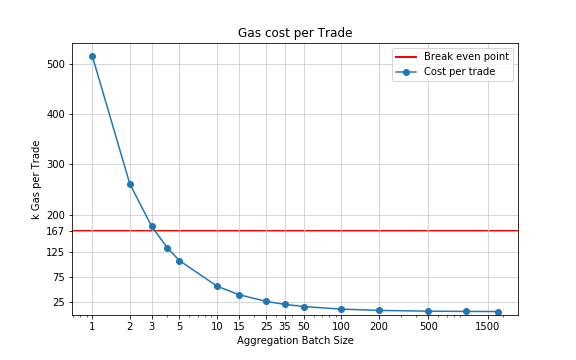 Gas cost per Trade
Break even point
Cost per trade
k Gas per Trade
500
400
300
200
167
125
75
25
1 2 3 5 10 15 25 35 50 100 200 500 1500
Aggregation Batch Size